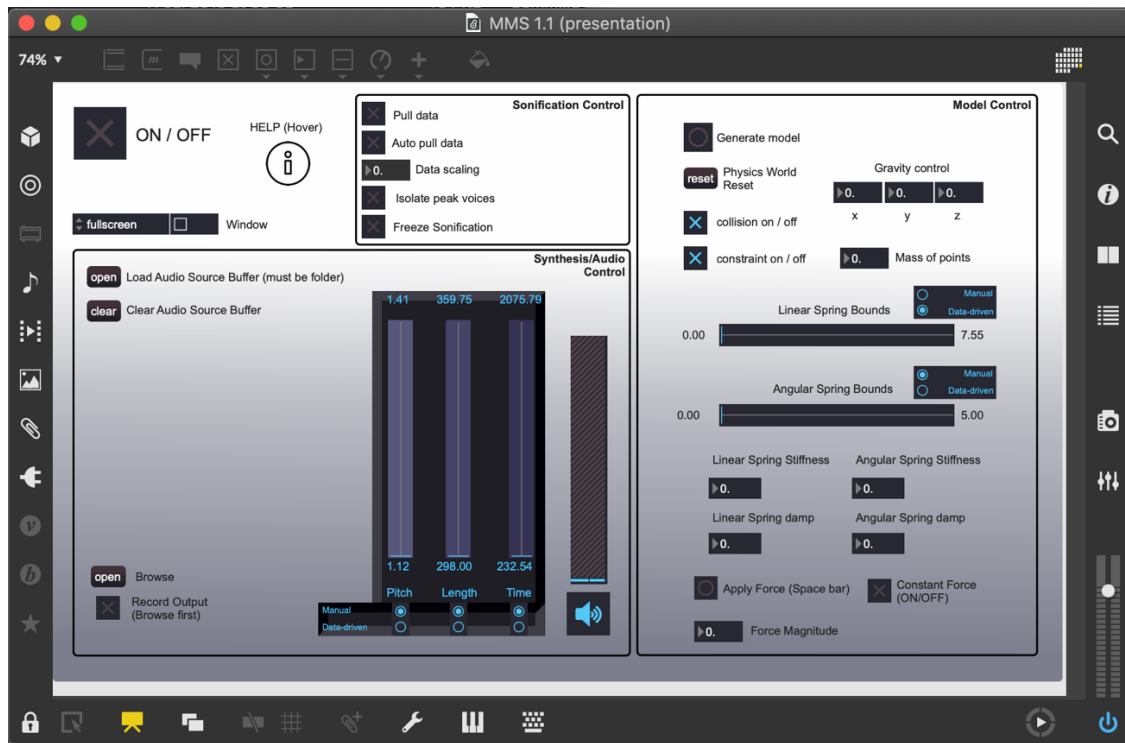 MMS 1.1 (presentation)
74%
ON / OFF
HELP (Hover)
fullscreen
Window
Sonification Control
Pull data
Auto pull data
0.
Data scaling
Isolate peak voices
Freeze Sonification
Synthesis/Audio
Control
open
Load Audio Source Buffer (must be folder)
clear
Clear Audio Source Buffer
1.41
359.75
2075.79
1.12
298.00
232.54
Pitch
Length
Time
Manual
Data-driven
open
Browse
Record Output
(Browse first)
Model Control
Generate model
reset
Physics World
Reset
Gravity control
0.
0.
0.
x
y
z
collision on / off
constraint on / off
0.
Mass of points
Linear Spring Bounds
Manual
Data-driven
0.00
7.55
Angular Spring Bounds
Manual
Data-driven
0.00
5.00
Linear Spring Stiffness
Angular Spring Stiffness
0.
0.
Linear Spring damp
Angular Spring damp
0.
0.
Apply Force (Space bar)
Constant Force
(ON/OFF)
0.
Force Magnitude